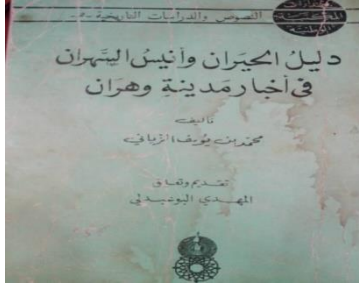 النصوص والدراسات التاريخية -٥-
دليل الحيران وأنيس السهران
في أخبار مدينة وهران
تأليف
محمد بن يوسف الزياني
تقديم وتعليق
المهدي البوعبدلي